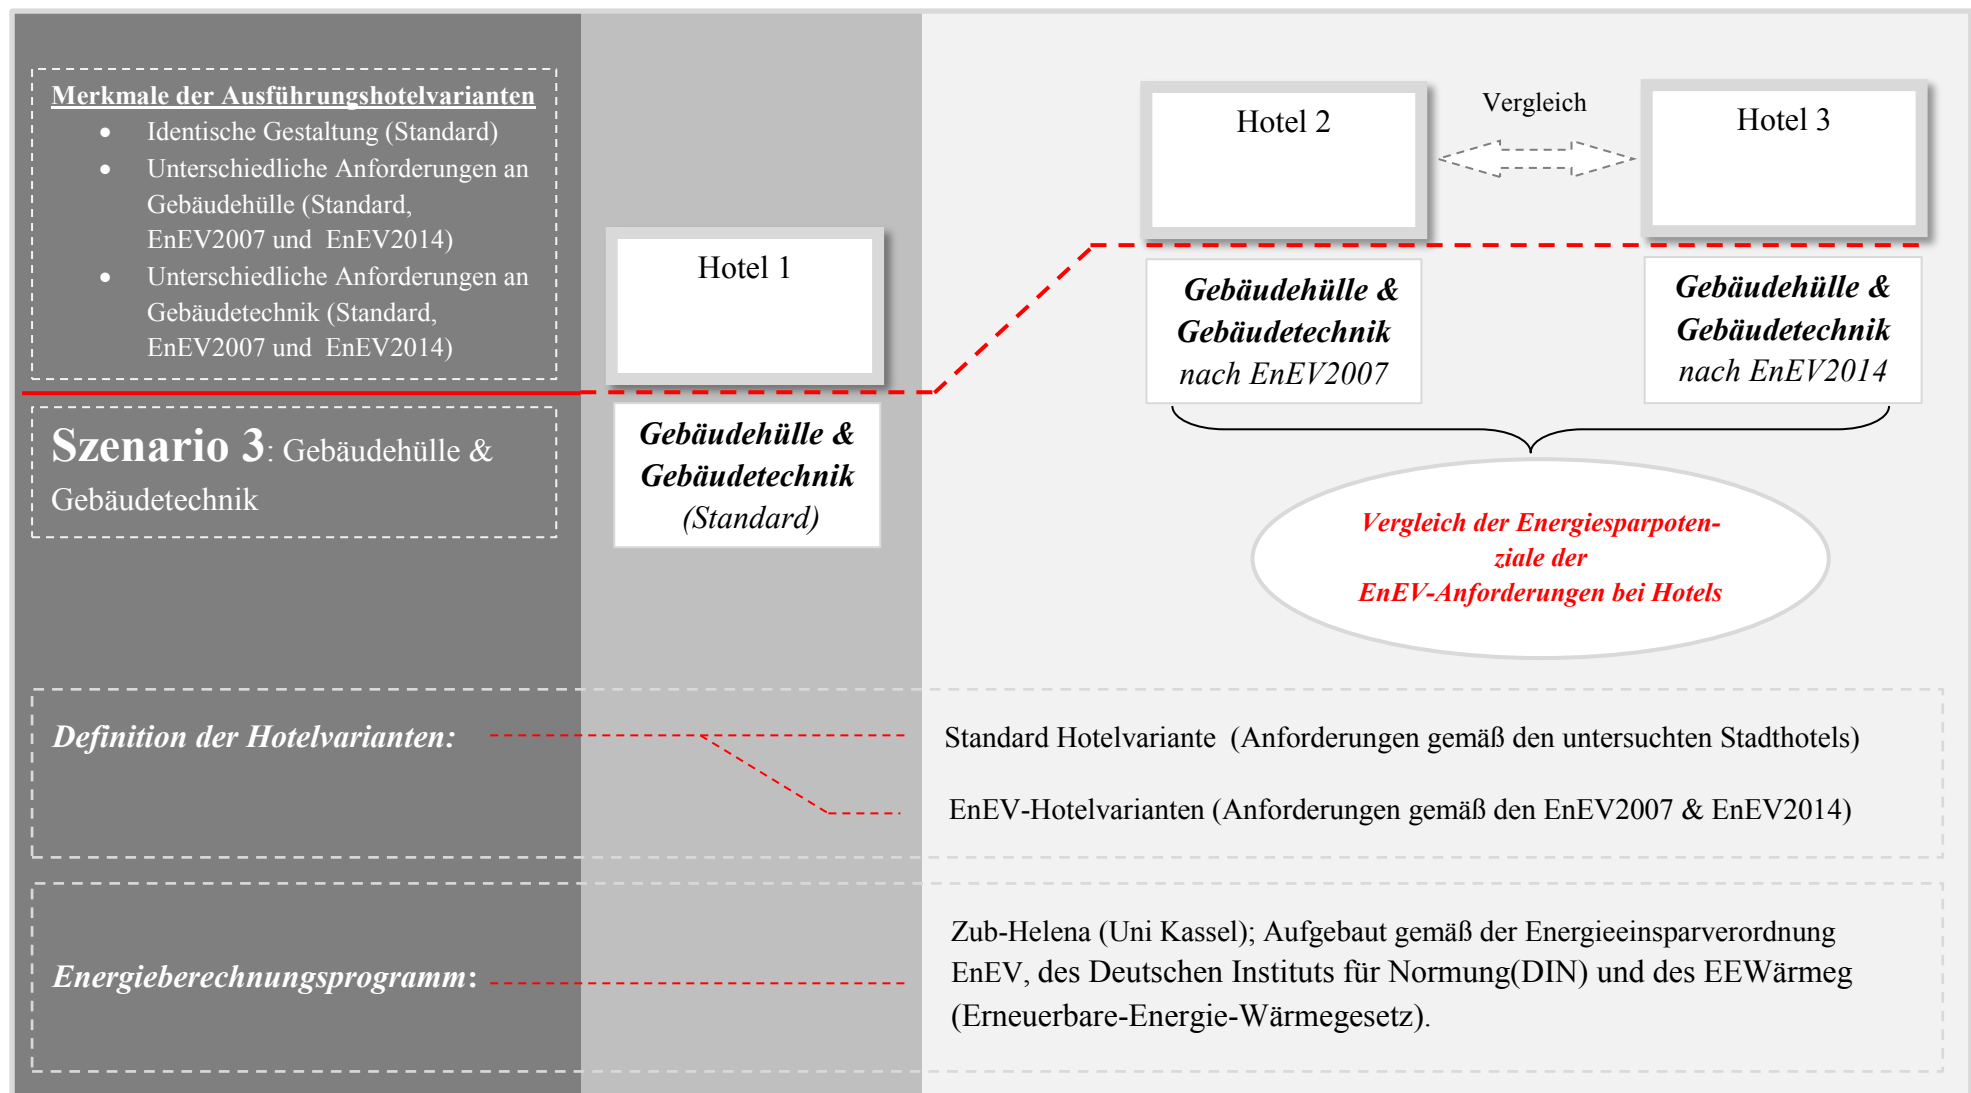 Merkmale der Ausführungshotelvarianten
• Identische Gestaltung (Standard)
• Unterschiedliche Anforderungen an
Gebäudehülle (Standard,
EnEV2007 und EnEV2014)
• Unterschiedliche Anforderungen an
Gebäudetechnik (Standard,
EnEV2007 und EnEV2014)
Szenario 3: Gebäudehülle &
Gebäudetechnik
Hotel 1
Gebäudehülle &
Gebäudetechnik
(Standard)
Hotel 2
Vergleich
Hotel 3
Gebäudehülle &
Gebäudetechnik
nach EnEV2007
Gebäudehülle &
Gebäudetechnik
nach EnEV2014
Vergleich der Energiesparpoten-
ziale der
EnEV-Anforderungen bei Hotels
Definition der Hotelvarianten:
Standard Hotelvariante (Anforderungen gemäß den untersuchten Stadthotels)
EnEV-Hotelvarianten (Anforderungen gemäß den EnEV2007 & EnEV2014)
Energieberechnungsprogramm:
Zub-Helena (Uni Kassel); Aufgebaut gemäß der Energieeinsparverordnung
EnEV, des Deutschen Instituts für Normung(DIN) und des EEWärmeg
(Erneuerbare-Energie-Wärmegesetz).